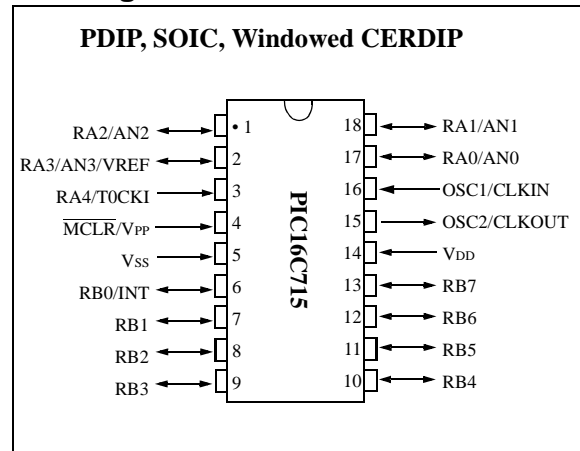 PDIP, SOIC, Windowed CERDIP
RA2/AN2 • 1 18 RA1/AN1
RA3/AN3/VREF 2 17 RA0/AN0
RA4/T0CKI 3 16 OSC1/CLKIN
MCLR/VPP 4 15 OSC2/CLKOUT
VSS 5 14 VDD
RB0/INT 6 13 RB7
RB1 7 12 RB6
RB2 8 11 RB5
RB3 9 10 RB4
PIC16C715